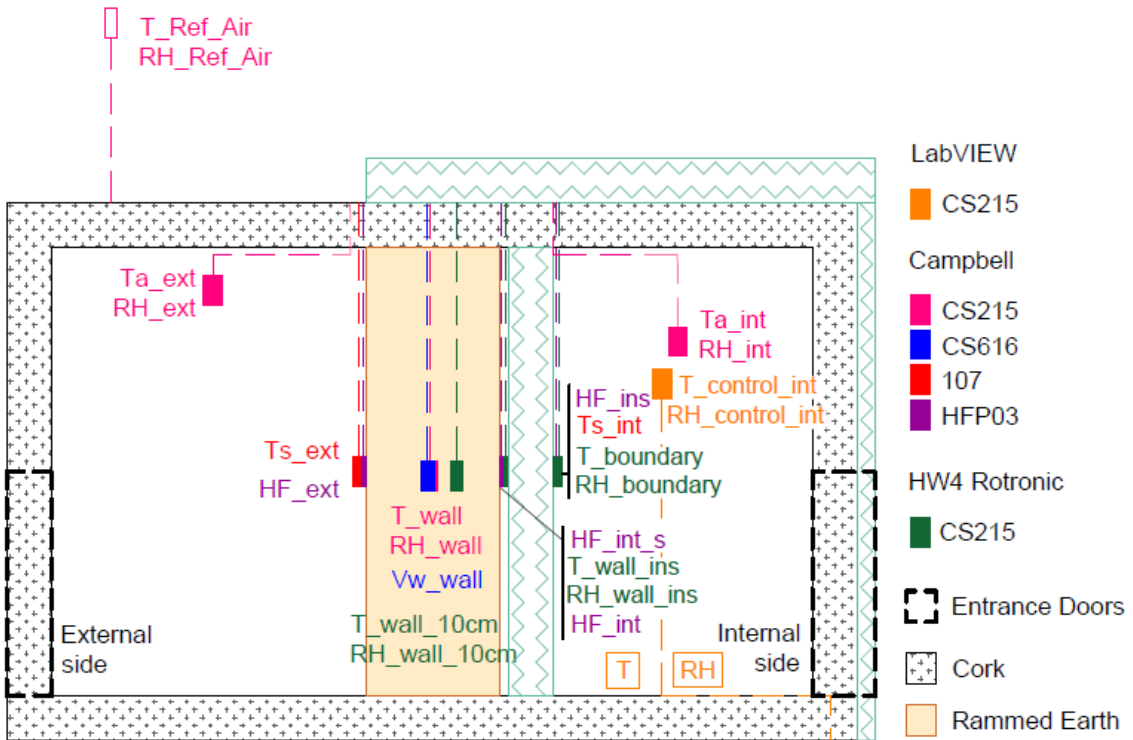 T_Ref_Air
RH_Ref_Air
LabVIEW
CS215
Campbell
CS215
CS616
107
HFP03
HW4 Rotronic
CS215
Entrance Doors
Cork
Rammed Earth
Ta_ext
RH_ext
Ta_int
RH_int
T_control_int
RH_control_int
HF_ins
Ts_int
T_boundary
RH_boundary
Ts_ext
HF_ext
T_wall
RH_wall
Vw_wall
HF_int_s
T_wall_ins
RH_wall_ins
HF_int
T_wall_10cm
RH_wall_10cm
External
side
Internal
side
T
RH